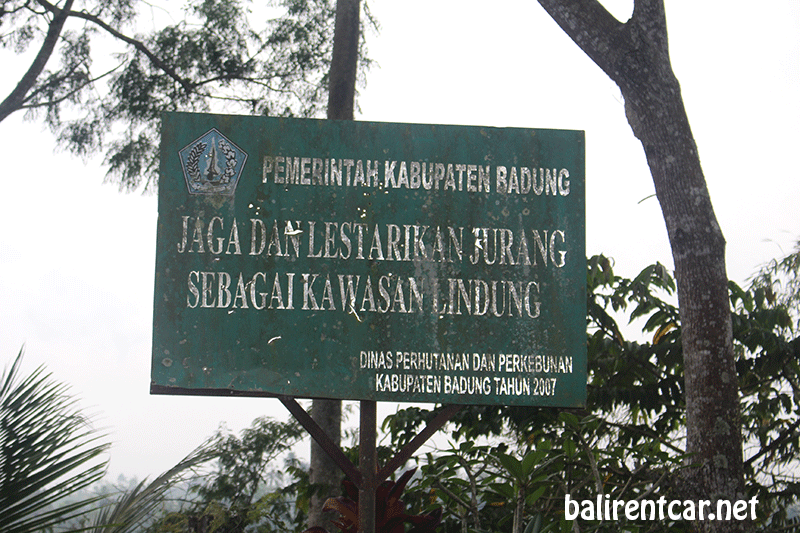 PEMERINTAH KABUPATEN BADUNG
JAGA DAN LESTARIKAN JURANG
SEBAGAI KAWASAN LINDUNG
DINAS PERHUTANAN DAN PERKEBUNAN
KABUPATEN BADUNG TAHUN 2007
balirentcar.net